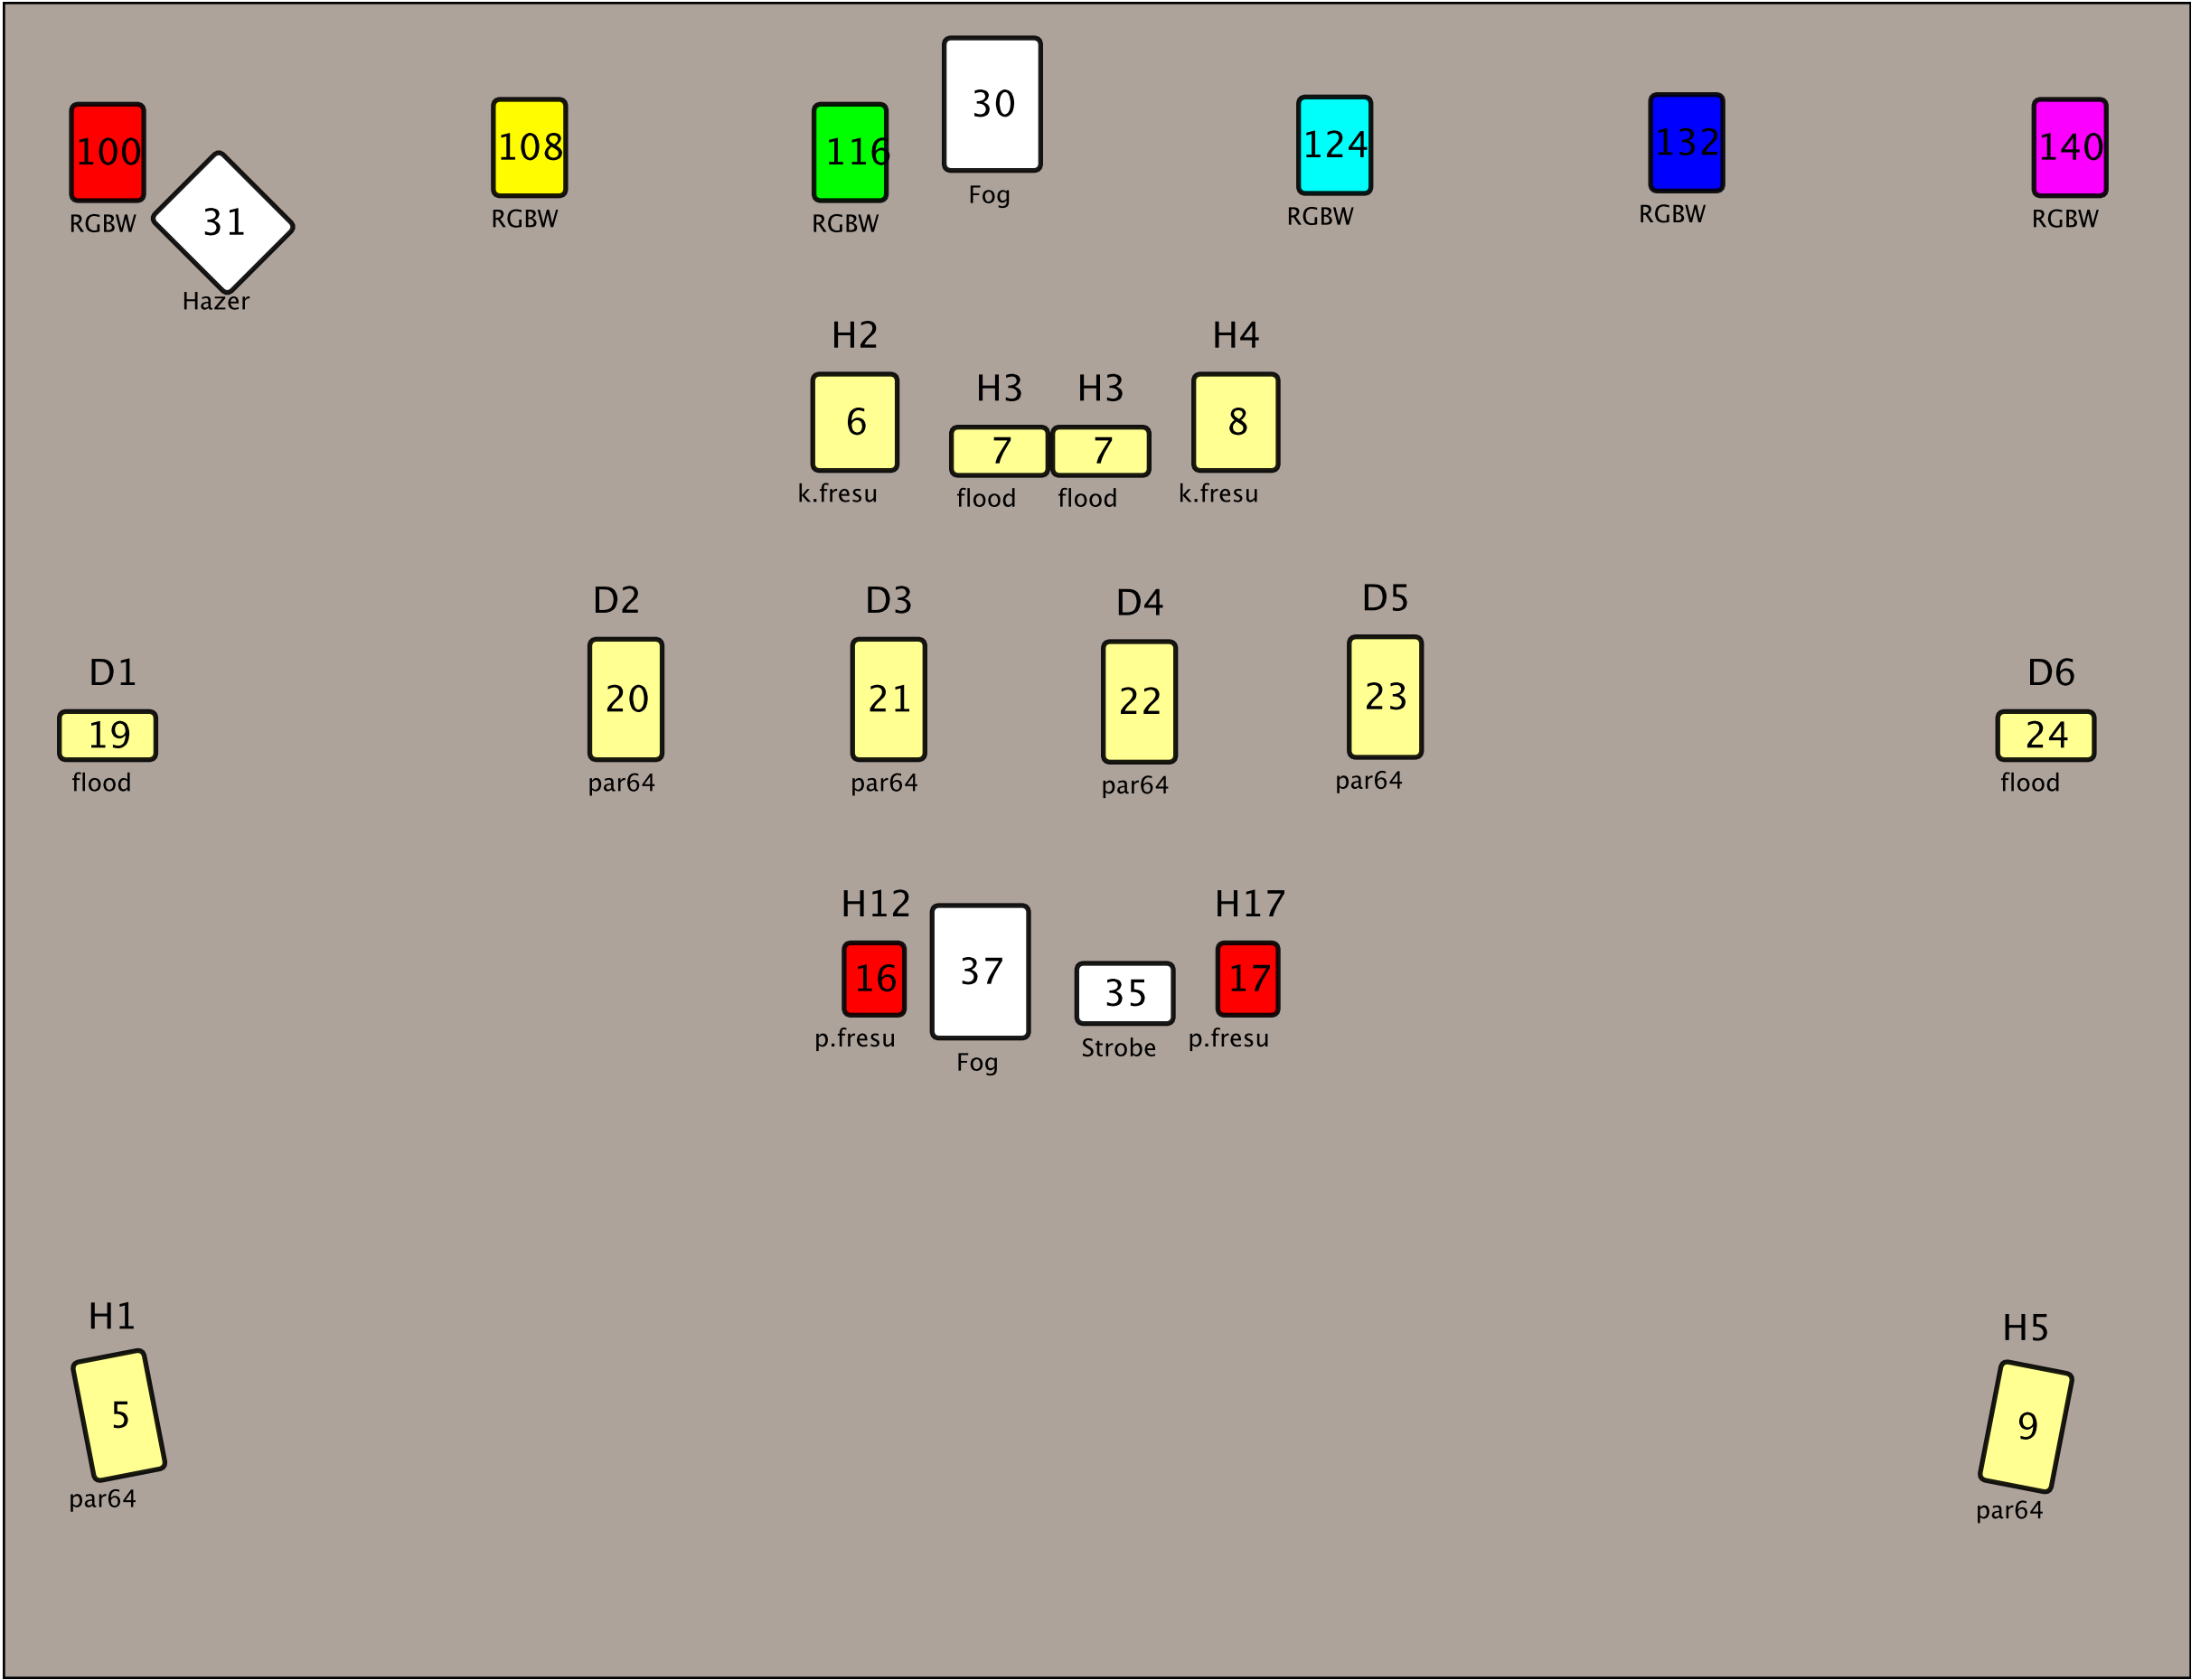 30
100
108
116
124
132
140
RGBW
31
RGBW
RGBW
Fog
RGBW
RGBW
RGBW
Hazer
H2
H3
H3
H4
6
7
7
8
k.fresu
flood
flood
k.fresu
D2
D3
D4
D5
D1
D6
20
21
22
23
19
24
flood
par64
par64
par64
par64
flood
H12
H17
16
37
35
17
p.fresu
Fog
Strobe
p.fresu
H1
H5
5
9
par64
par64